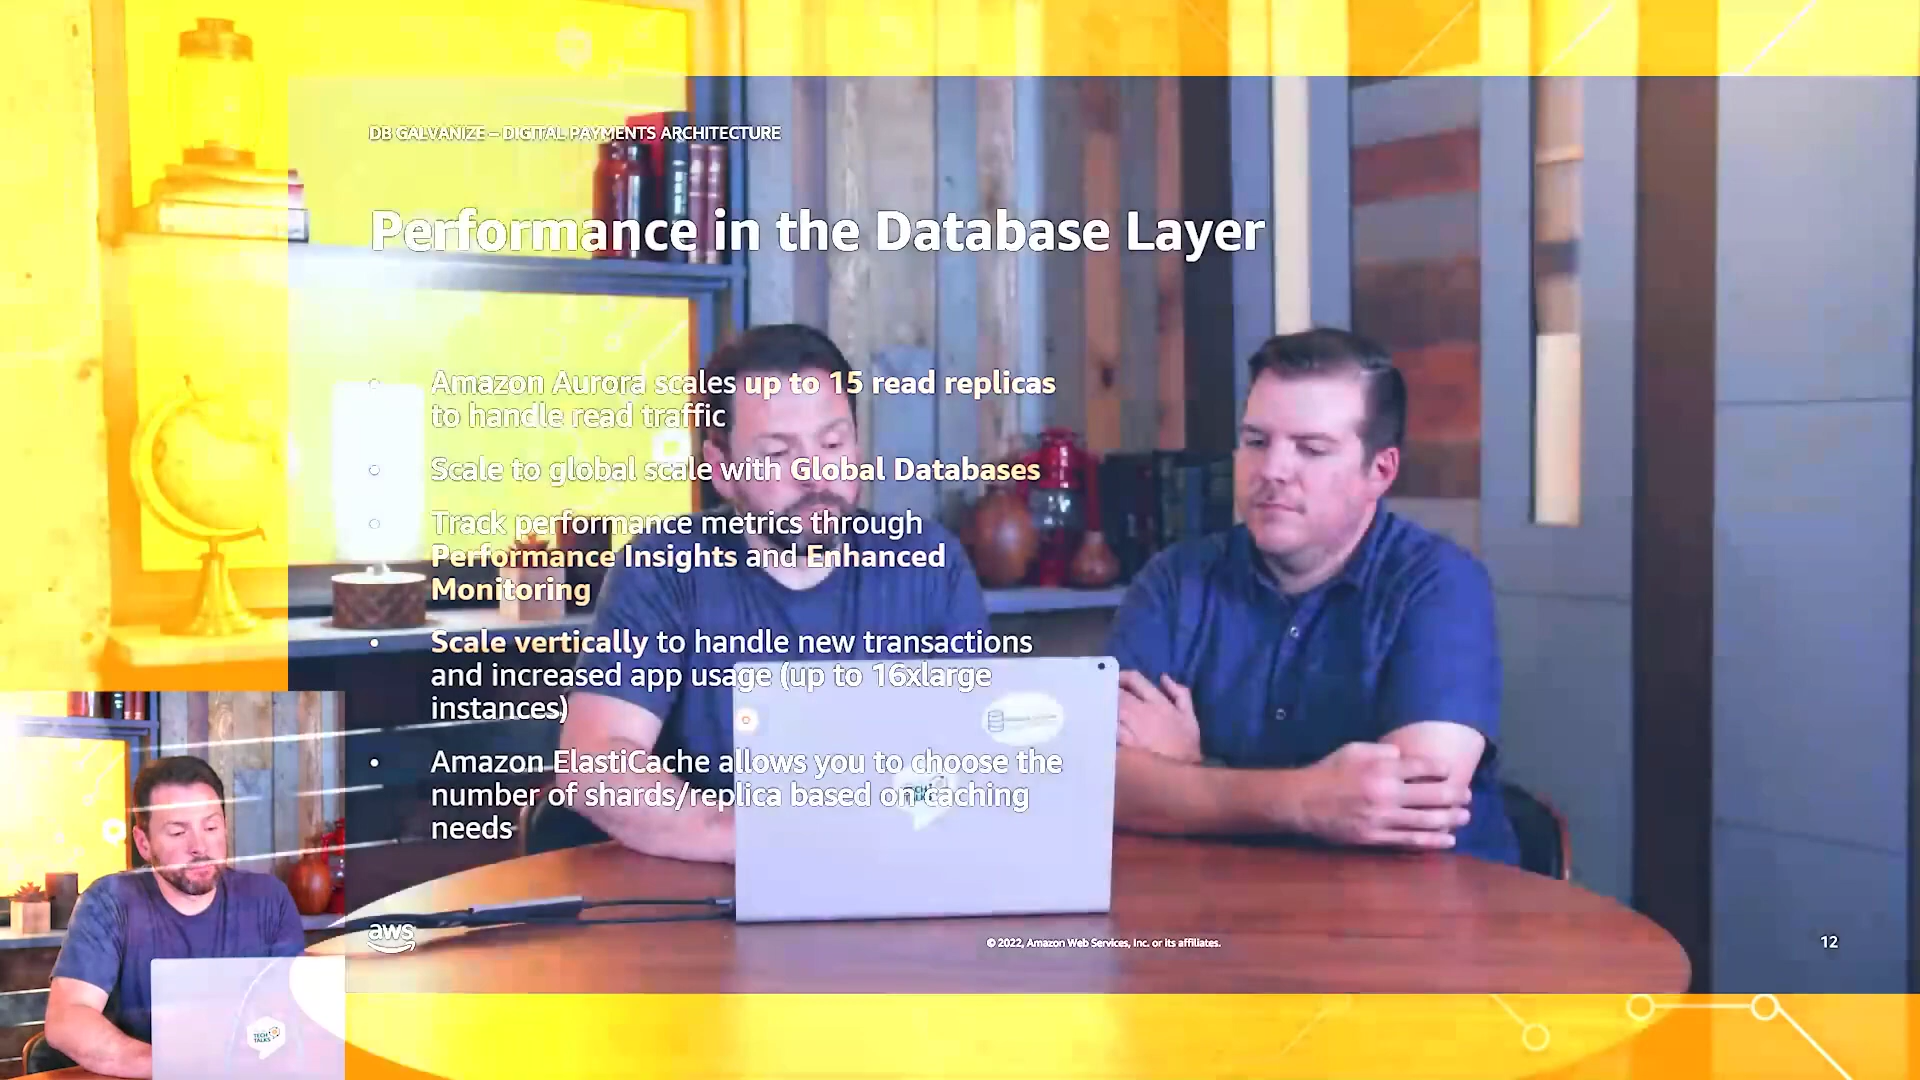 DB GALVANIZE – DIGITAL PAYMENTS ARCHITECTURE
Performance in the Database Layer
Amazon Aurora scales up to 15 read replicas
to handle read traffic
Scale to global scale with Global Databases
Track performance metrics through
Performance Insights and Enhanced
Monitoring
Scale vertically to handle new transactions
and increased app usage (up to 16xlarge
instances)
Amazon ElastiCache allows you to choose the
number of shards/replica based on caching
needs
aws
© 2022, Amazon Web Services, Inc. or its affiliates.
12
TECH
TALKS